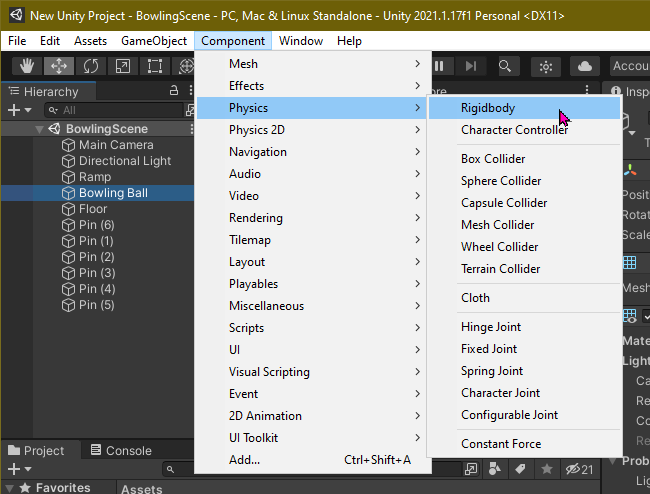 New Unity Project - BowlingScene - PC, Mac & Linux Standalone - Unity 2021.1.17f1 Personal <DX11>
File Edit Assets GameObject Component Window Help
Accou
Hierarchy
ore
Inspe
All
BowlingScene
Main Camera
Directional Light
Ramp
Bowling Ball
Floor
Pin (6)
Pin (1)
Pin (2)
Pin (3)
Pin (4)
Pin (5)
Mesh
Effects
Physics
Physics 2D
Navigation
Audio
Video
Rendering
Tilemap
Layout
Playables
Miscellaneous
Scripts
UI
Visual Scripting
Event
2D Animation
UI Toolkit
Add... Ctrl+Shift+A
Rigidbody
Character Controller
Box Collider
Sphere Collider
Capsule Collider
Mesh Collider
Wheel Collider
Terrain Collider
Cloth
Hinge Joint
Fixed Joint
Spring Joint
Character Joint
Configurable Joint
Constant Force
T
Positi
Rotat
Scale
Mesh
Mate
Light
Ca
Re
Co
Re
Prob
Lig
Project Console
21
Favorites Assets